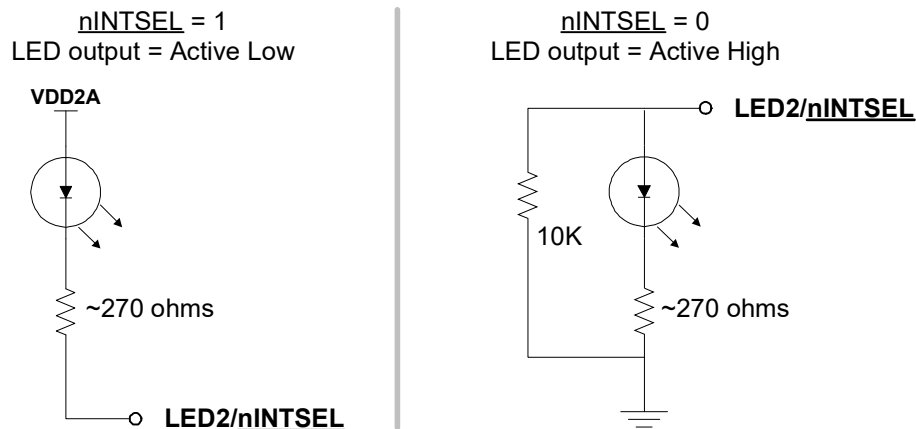 nINTSEL = 1
LED output = Active Low
VDD2A
~270 ohms
LED2/nINTSEL
nINTSEL = 0
LED output = Active High
LED2/nINTSEL
10K
~270 ohms